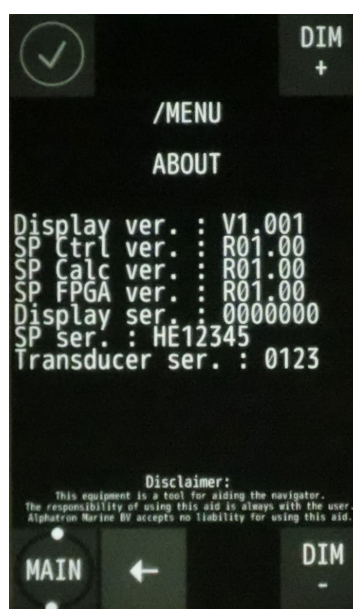 DIM
+
/MENU
ABOUT
Display ver. : V1.001
SP Ctrl ver. : R01.00
SP Calc ver. : R01.00
SP FPGA ver. : R01.00
Display ser. : 0000000
SP ser. : HE12345
Transducer ser. : 0123
Disclaimer:
This equipment is a tool for aiding the navigator.
The responsibility of using this aid is always with the user.
Alphatron Marine BV accepts no liability for using this aid.
MAIN
DIM
-